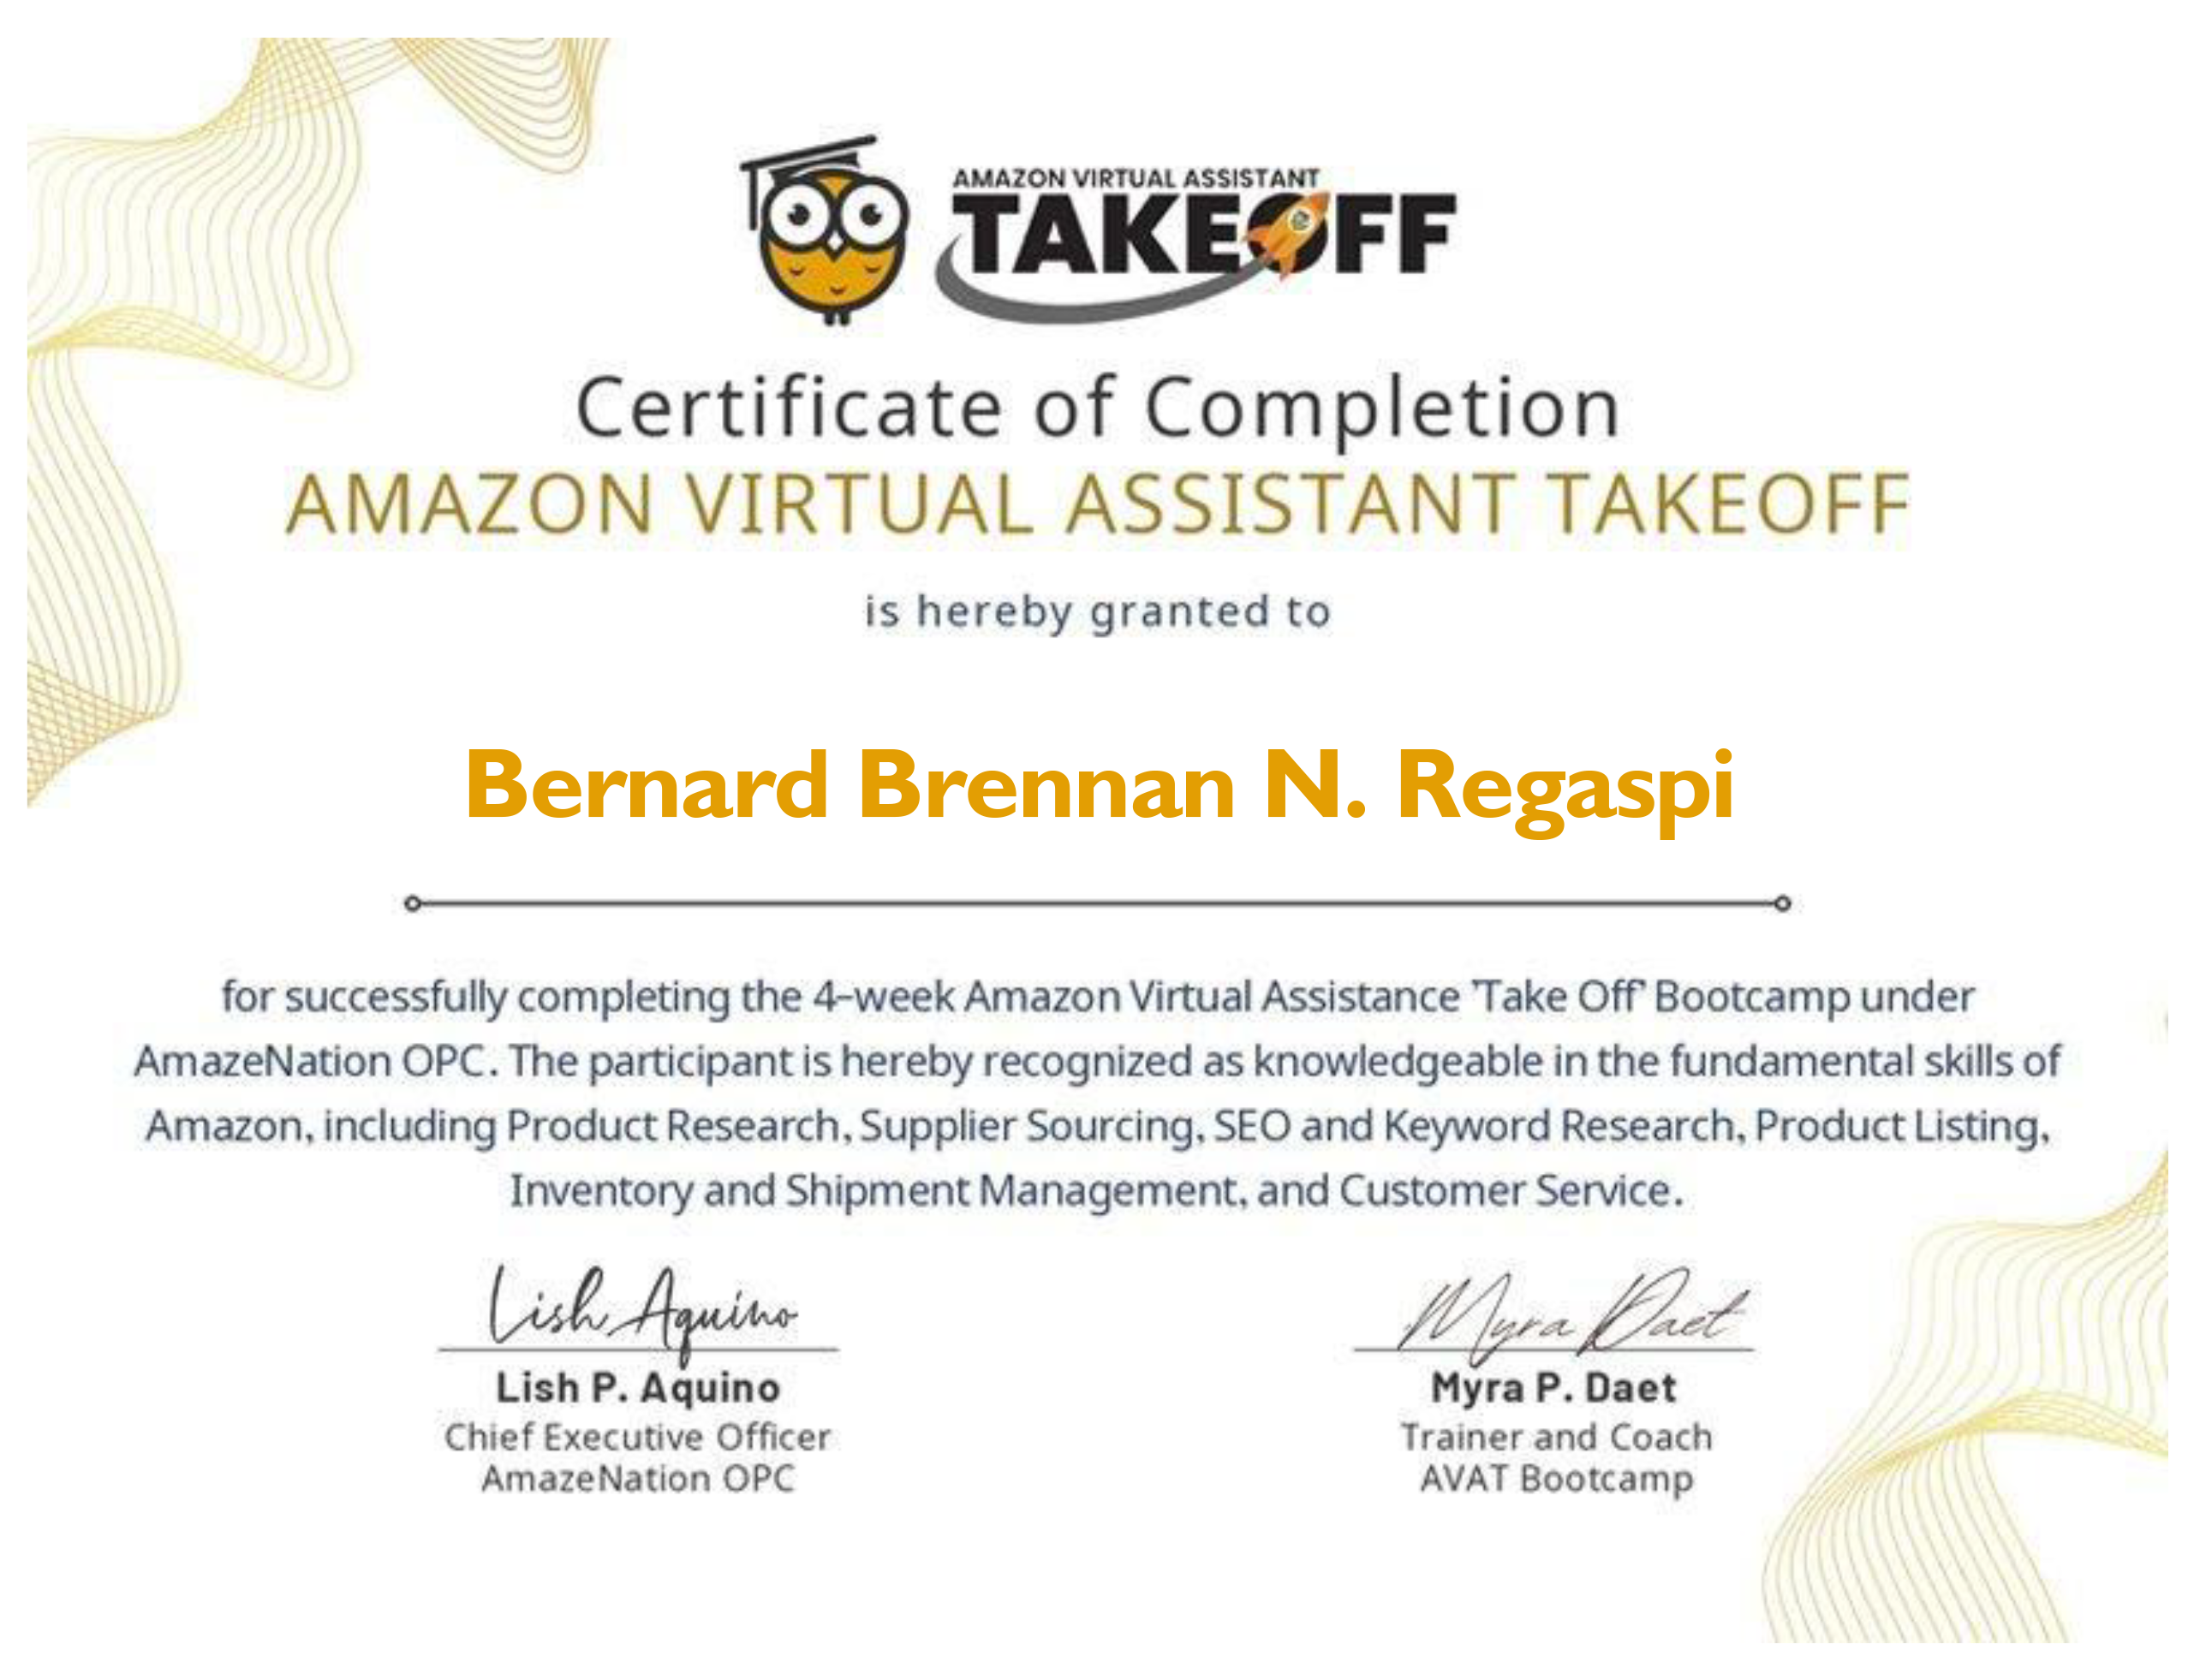 AMAZON VIRTUAL ASSISTANT
TAKEOFF
Certificate of Completion
AMAZON VIRTUAL ASSISTANT TAKEOFF
is hereby granted to
Bernard Brennan N. Regaspi
for successfully completing the 4-week Amazon Virtual Assistance 'Take Off' Bootcamp under
AmazeNation OPC. The participant is hereby recognized as knowledgeable in the fundamental skills of
Amazon, including Product Research, Supplier Sourcing, SEO and Keyword Research, Product Listing,
Inventory and Shipment Management, and Customer Service.
Lish Aquino
Myra Daet
Lish P. Aquino
Myra P. Daet
Chief Executive Officer
Trainer and Coach
AmazeNation OPC
AVAT Bootcamp